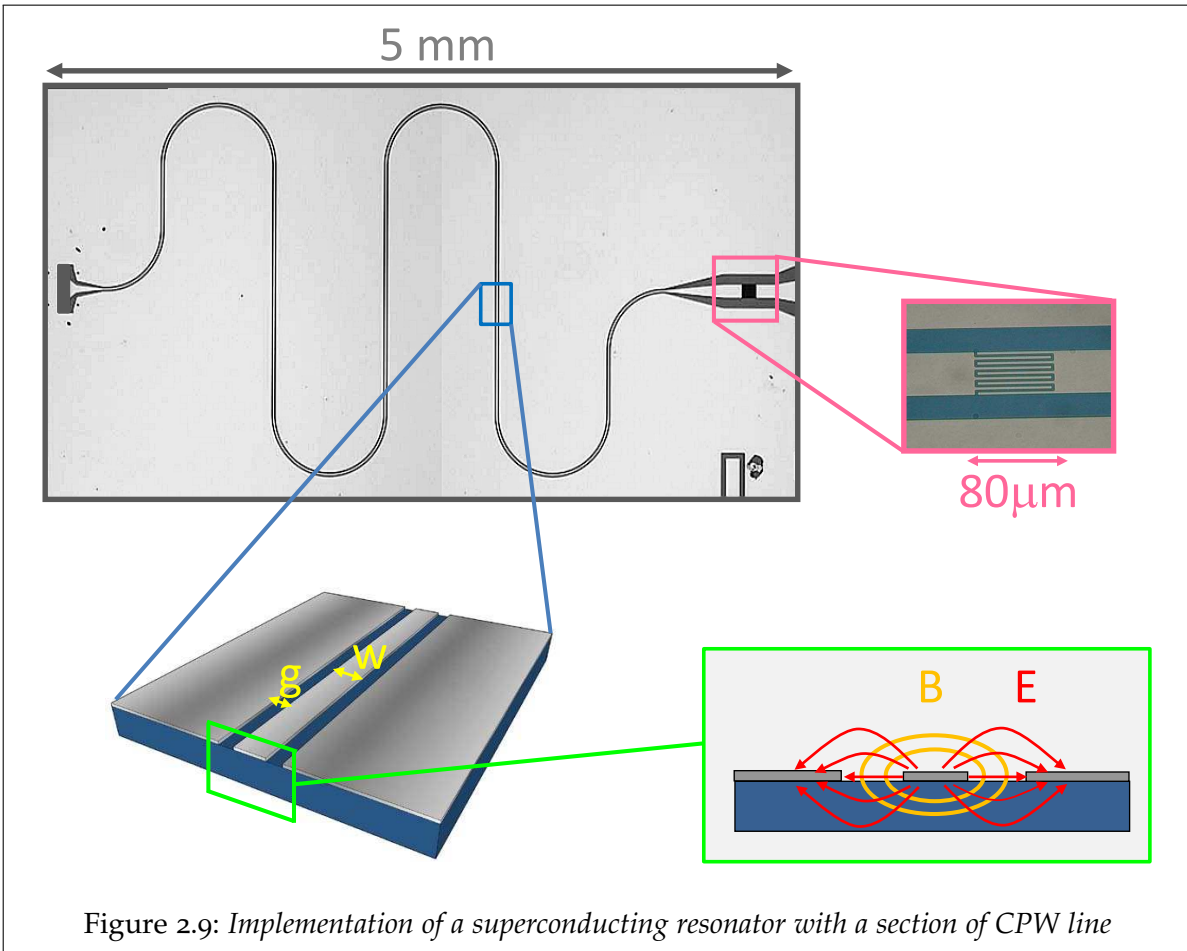 5 mm
80μm
g
W
B
E
Figure 2.9: Implementation of a superconducting resonator with a section of CPW line